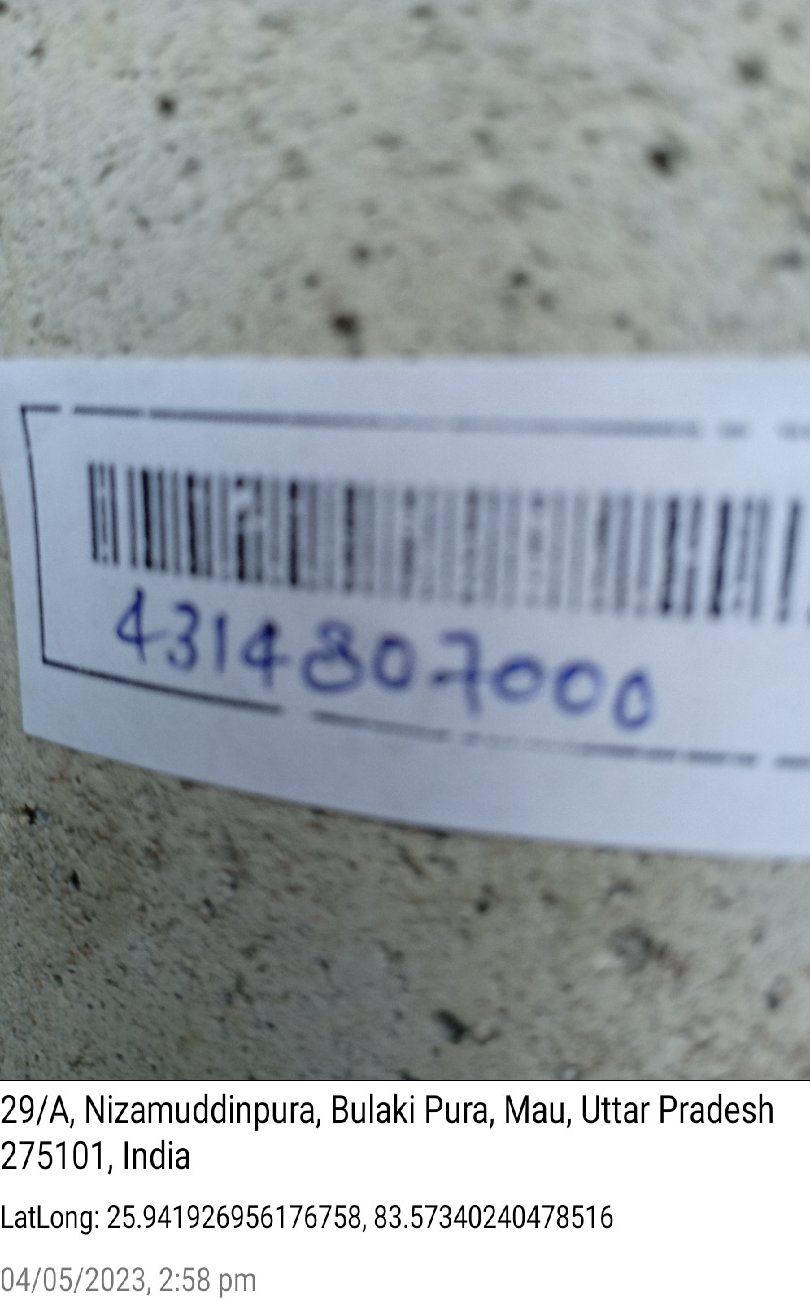 4314807000
29/A, Nizamuddinpura, Bulaki Pura, Mau, Uttar Pradesh
275101, India
LatLong: 25.941926956176758, 83.57340240478516
04/05/2023, 2:58 pm